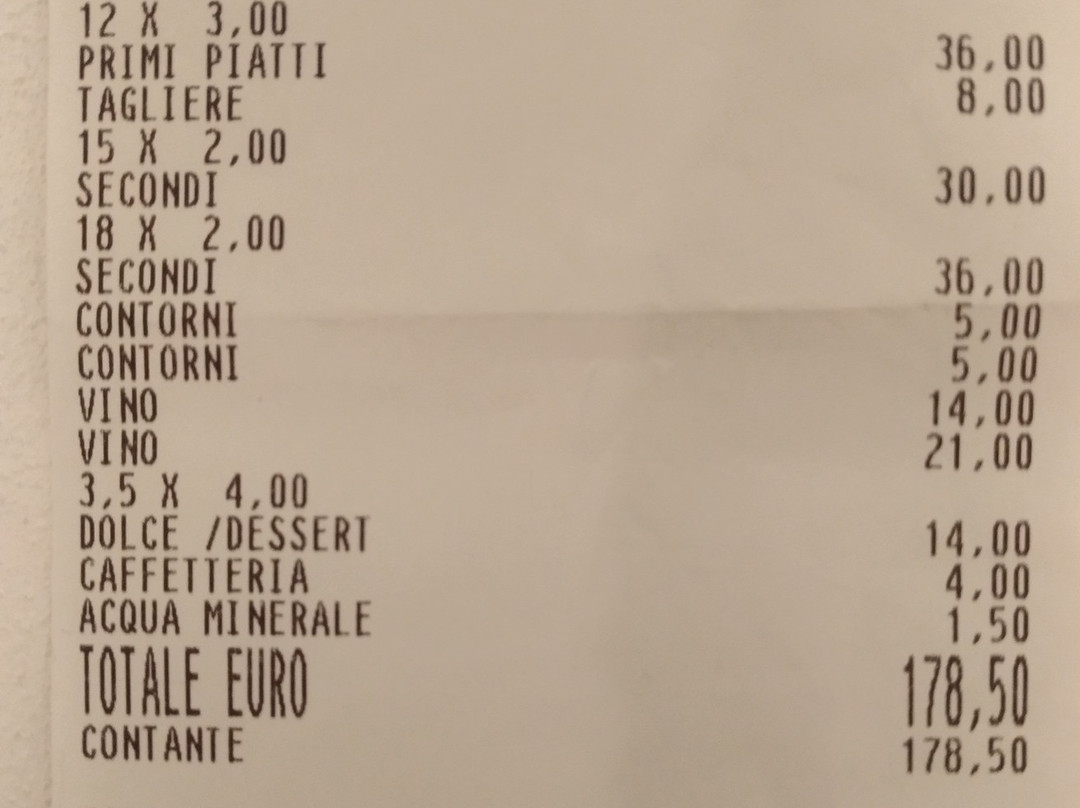 12 X 3,00
PRIMI PIATTI 36,00
TAGLIERE 8,00
15 X 2,00
SECONDI 30,00
18 X 2,00
SECONDI 36,00
CONTORNI 5,00
CONTORNI 5,00
VINO 14,00
VINO 21,00
3,5 X 4,00
DOLCE /DESSERT 14,00
CAFFETTERIA 4,00
ACQUA MINERALE 1,50
TOTALE EURO 178,50
CONTANTE 178,50